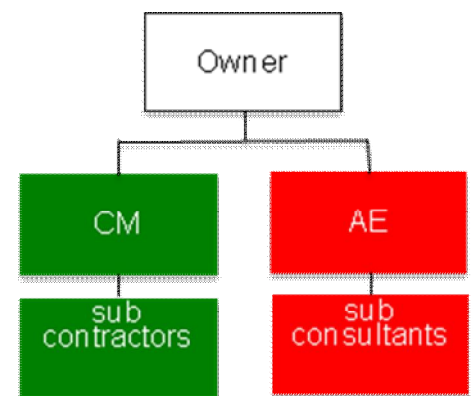 Owner
CM
AE
sub
contractors
sub
consultants